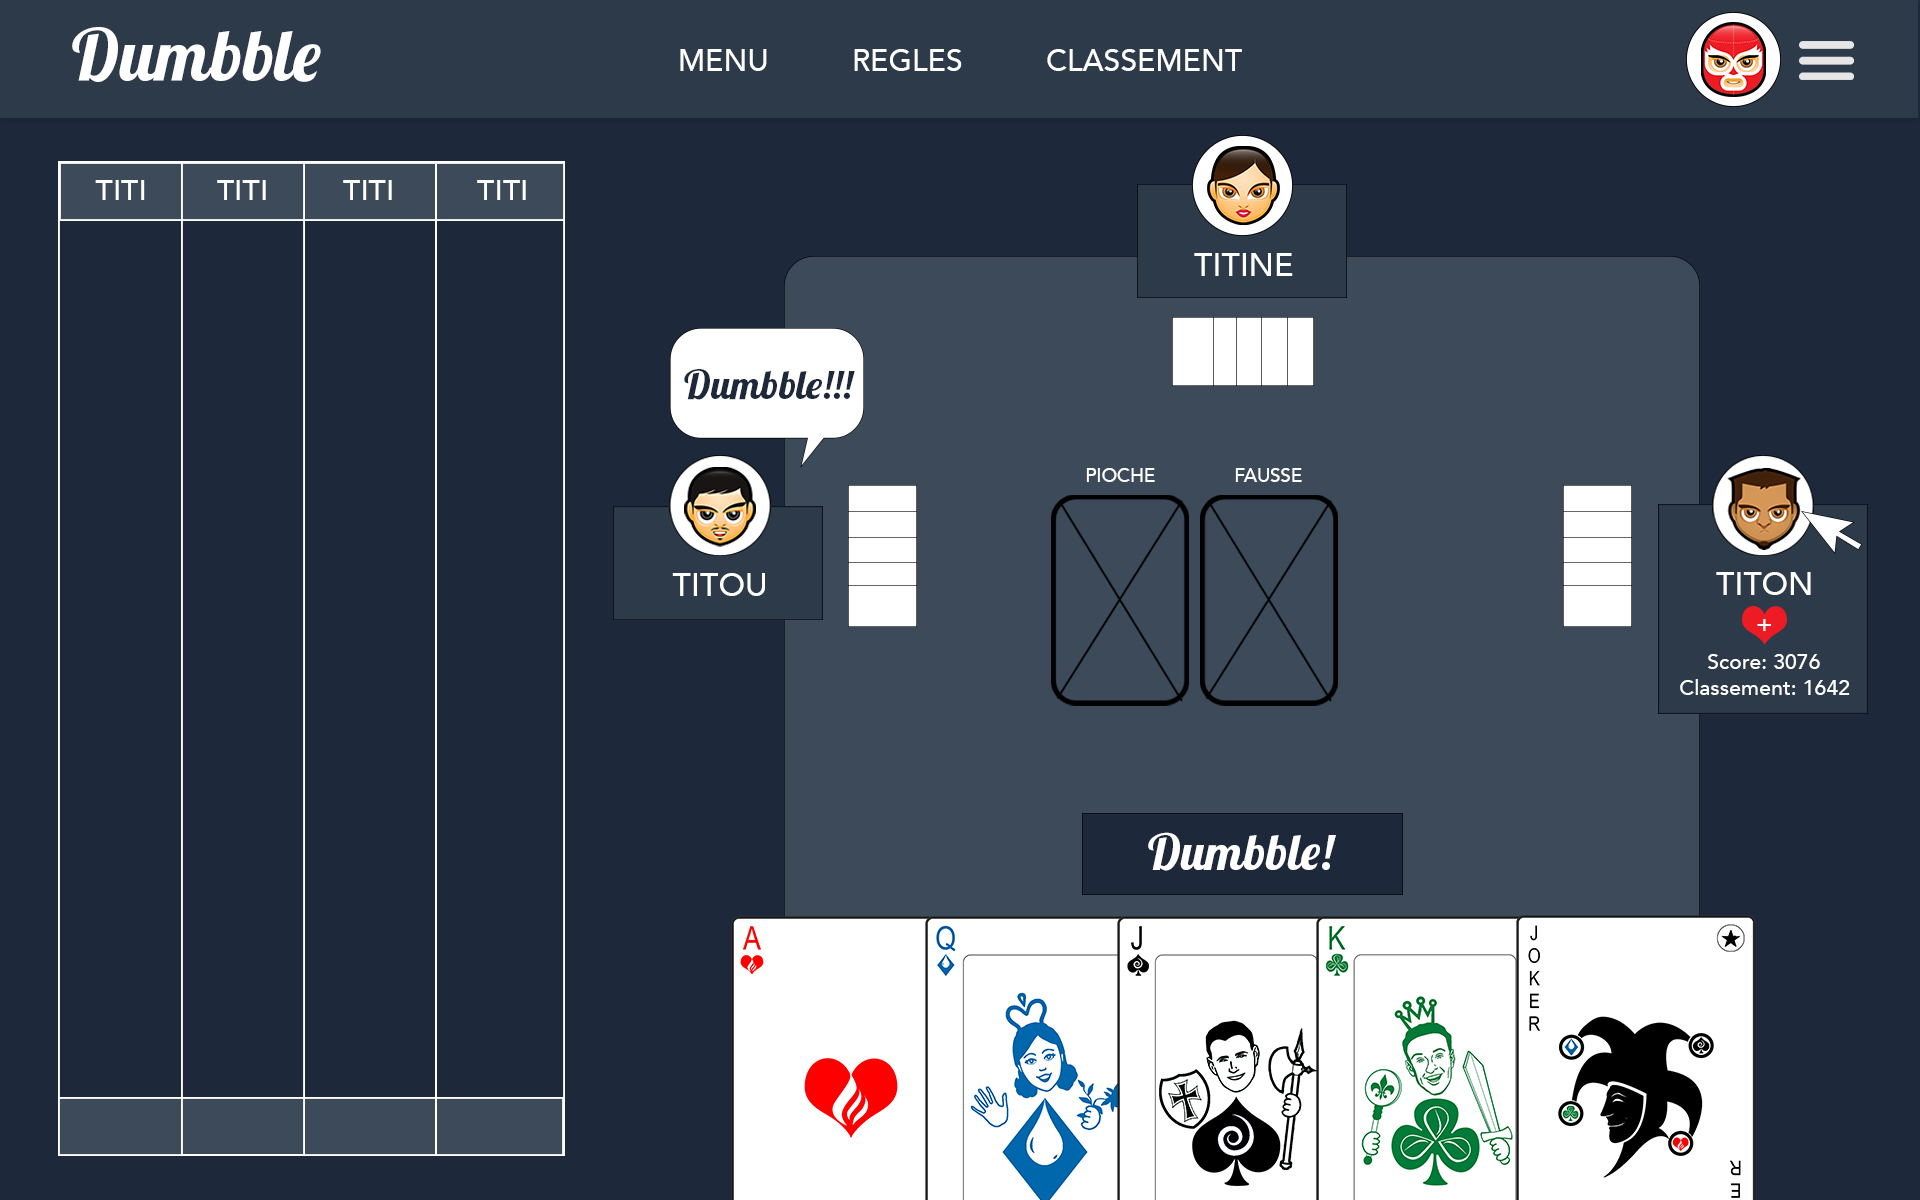 Dumbble
MENU REGLES CLASSEMENT
TITI TITI TITI TITI
TITINE
Dumbble!!!
PIOCHE FAUSSE
TITOU
TITON
+
Score: 3076
Classement: 1642
Dumbble!
A Q J K JOKER
ER